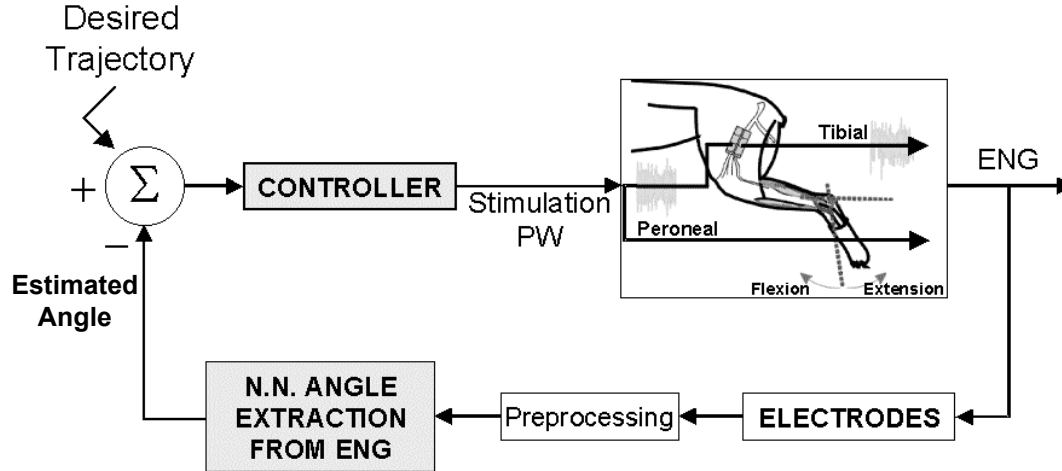 Desired
Trajectory
+
Σ
−
CONTROLLER
Stimulation
PW
Tibial
Peroneal
Flexion
Extension
ENG
Estimated
Angle
N.N. ANGLE
EXTRACTION
FROM ENG
Preprocessing
ELECTRODES